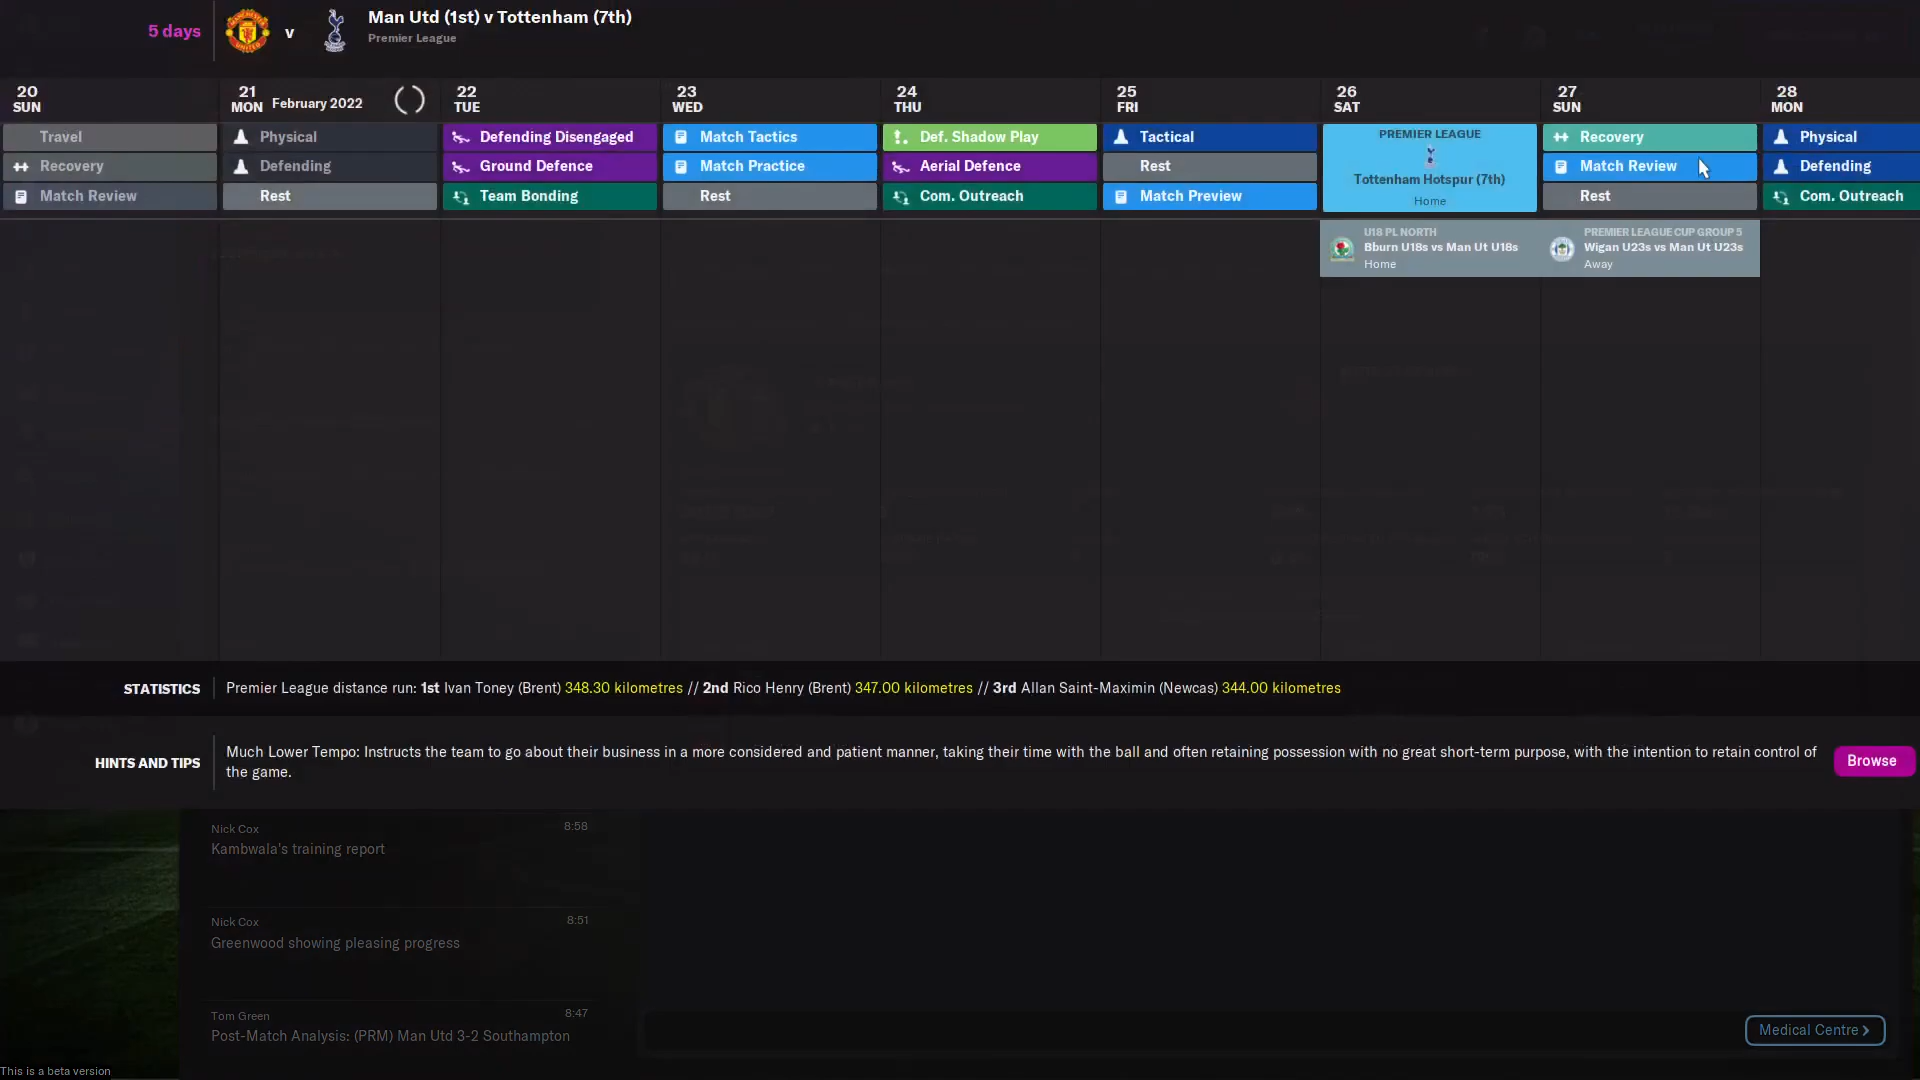 5 days
v
Man Utd (1st) v Tottenham (7th)
Premier League
20
SUN
21
MON February 2022
22
TUE
23
WED
24
THU
25
FRI
26
SAT
27
SUN
28
MON
Travel
Recovery
Match Review
Physical
Defending
Rest
Defending Disengaged
Ground Defence
Team Bonding
Match Tactics
Match Practice
Rest
Def. Shadow Play
Aerial Defence
Com. Outreach
Tactical
Rest
Match Preview
PREMIER LEAGUE
Tottenham Hotspur (7th)
Home
Recovery
Match Review
Rest
Physical
Defending
Com. Outreach
U18 PL NORTH
Bburn U18s vs Man Ut U18s
Home
PREMIER LEAGUE CUP GROUP 5
Wigan U23s vs Man Ut U23s
Away
STATISTICS
Premier League distance run: 1st Ivan Toney (Brent) 348.30 kilometres // 2nd Rico Henry (Brent) 347.00 kilometres // 3rd Allan Saint-Maximin (Newcas) 344.00 kilometres
HINTS AND TIPS
Much Lower Tempo: Instructs the team to go about their business in a more considered and patient manner, taking their time with the ball and often retaining possession with no great short-term purpose, with the intention to retain control of
the game.
Browse
Nick Cox 8:58
Kambwala's training report
Nick Cox 8:51
Greenwood showing pleasing progress
Tom Green 8:47
Post-Match Analysis: (PRM) Man Utd 3-2 Southampton
Medical Centre >
This is a beta version